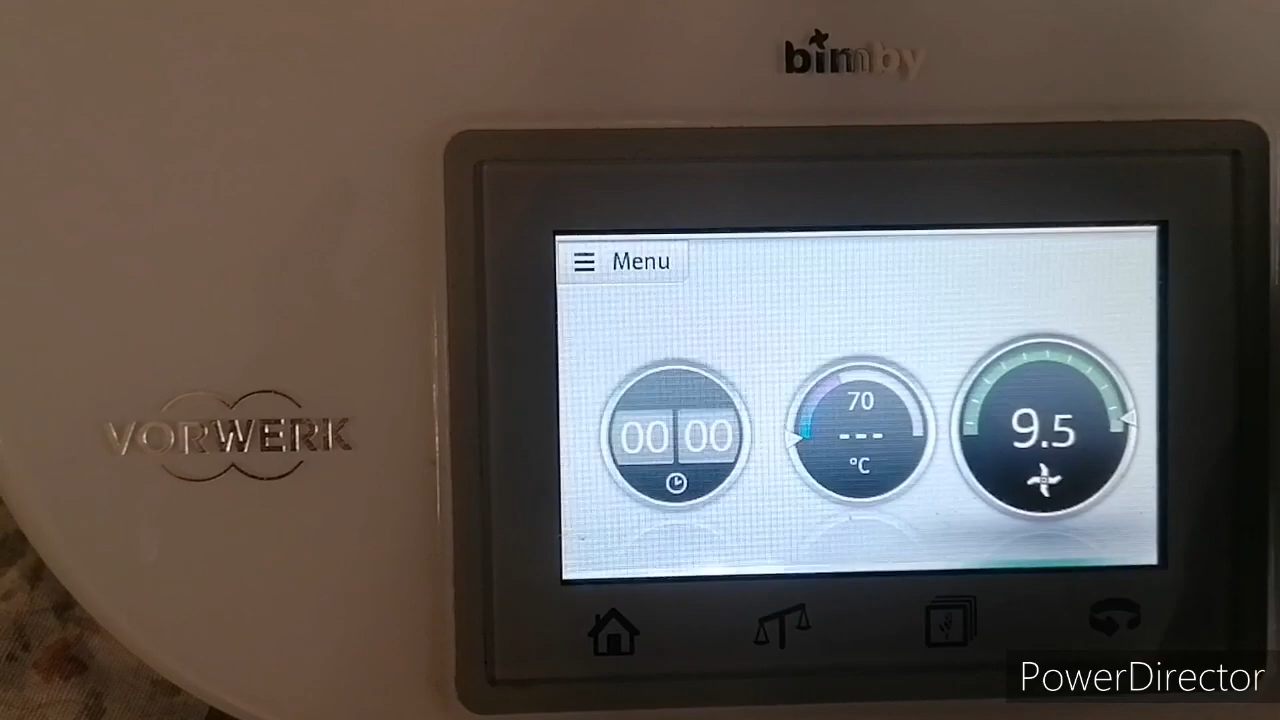 bimby
Menu
00 00
70
---
°C
9.5
VORWERK
PowerDirector